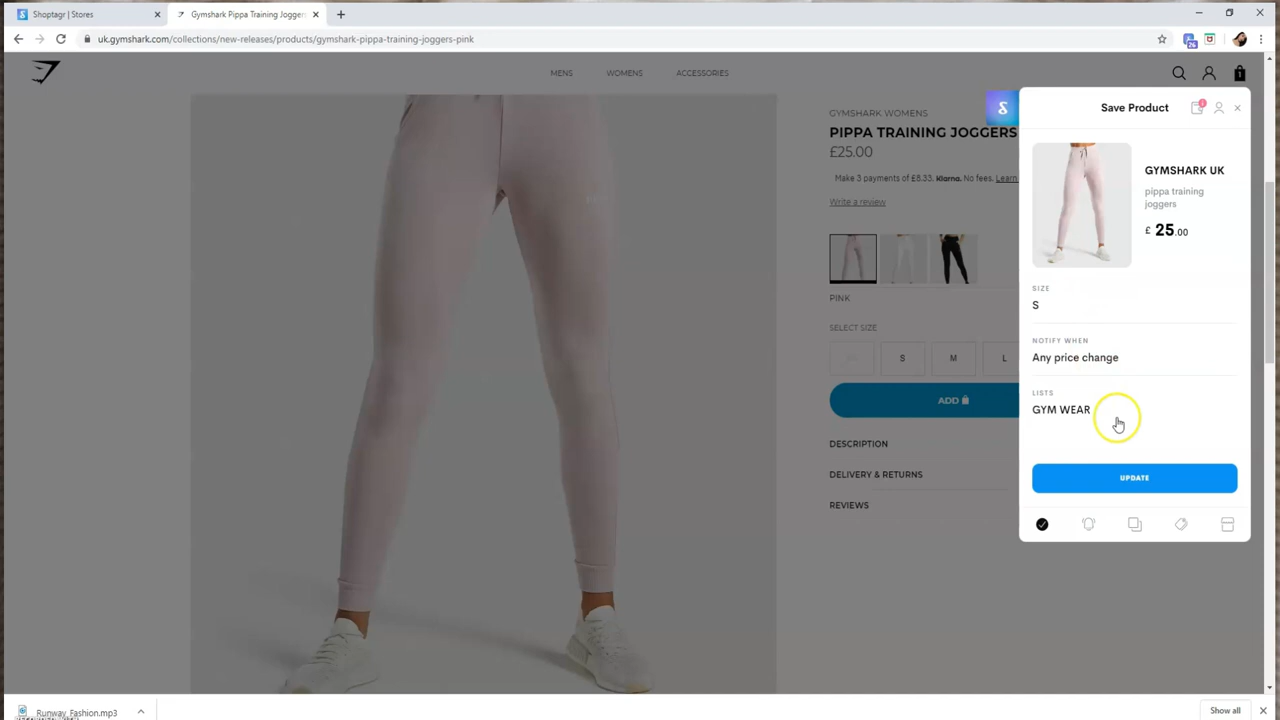 Shoptagr | Stores
Gymshark Pippa Training Joggers
uk.gymshark.com/collections/new-releases/products/gymshark-pippa-training-joggers-pink
26
MENS
WOMENS
ACCESSORIES
1
GYMSHARK WOMENS
PIPPA TRAINING JOGGERS
£25.00
Make 3 payments of £8.33. Klarna. No fees. Learn
Write a review
PINK
SELECT SIZE
S
M
L
ADD
DESCRIPTION
DELIVERY & RETURNS
REVIEWS
S
Save Product
GYMSHARK UK
pippa training
joggers
£ 25.00
SIZE
S
NOTIFY WHEN
Any price change
LISTS
GYM WEAR
UPDATE
Runway_Fashion.mp3
Show all